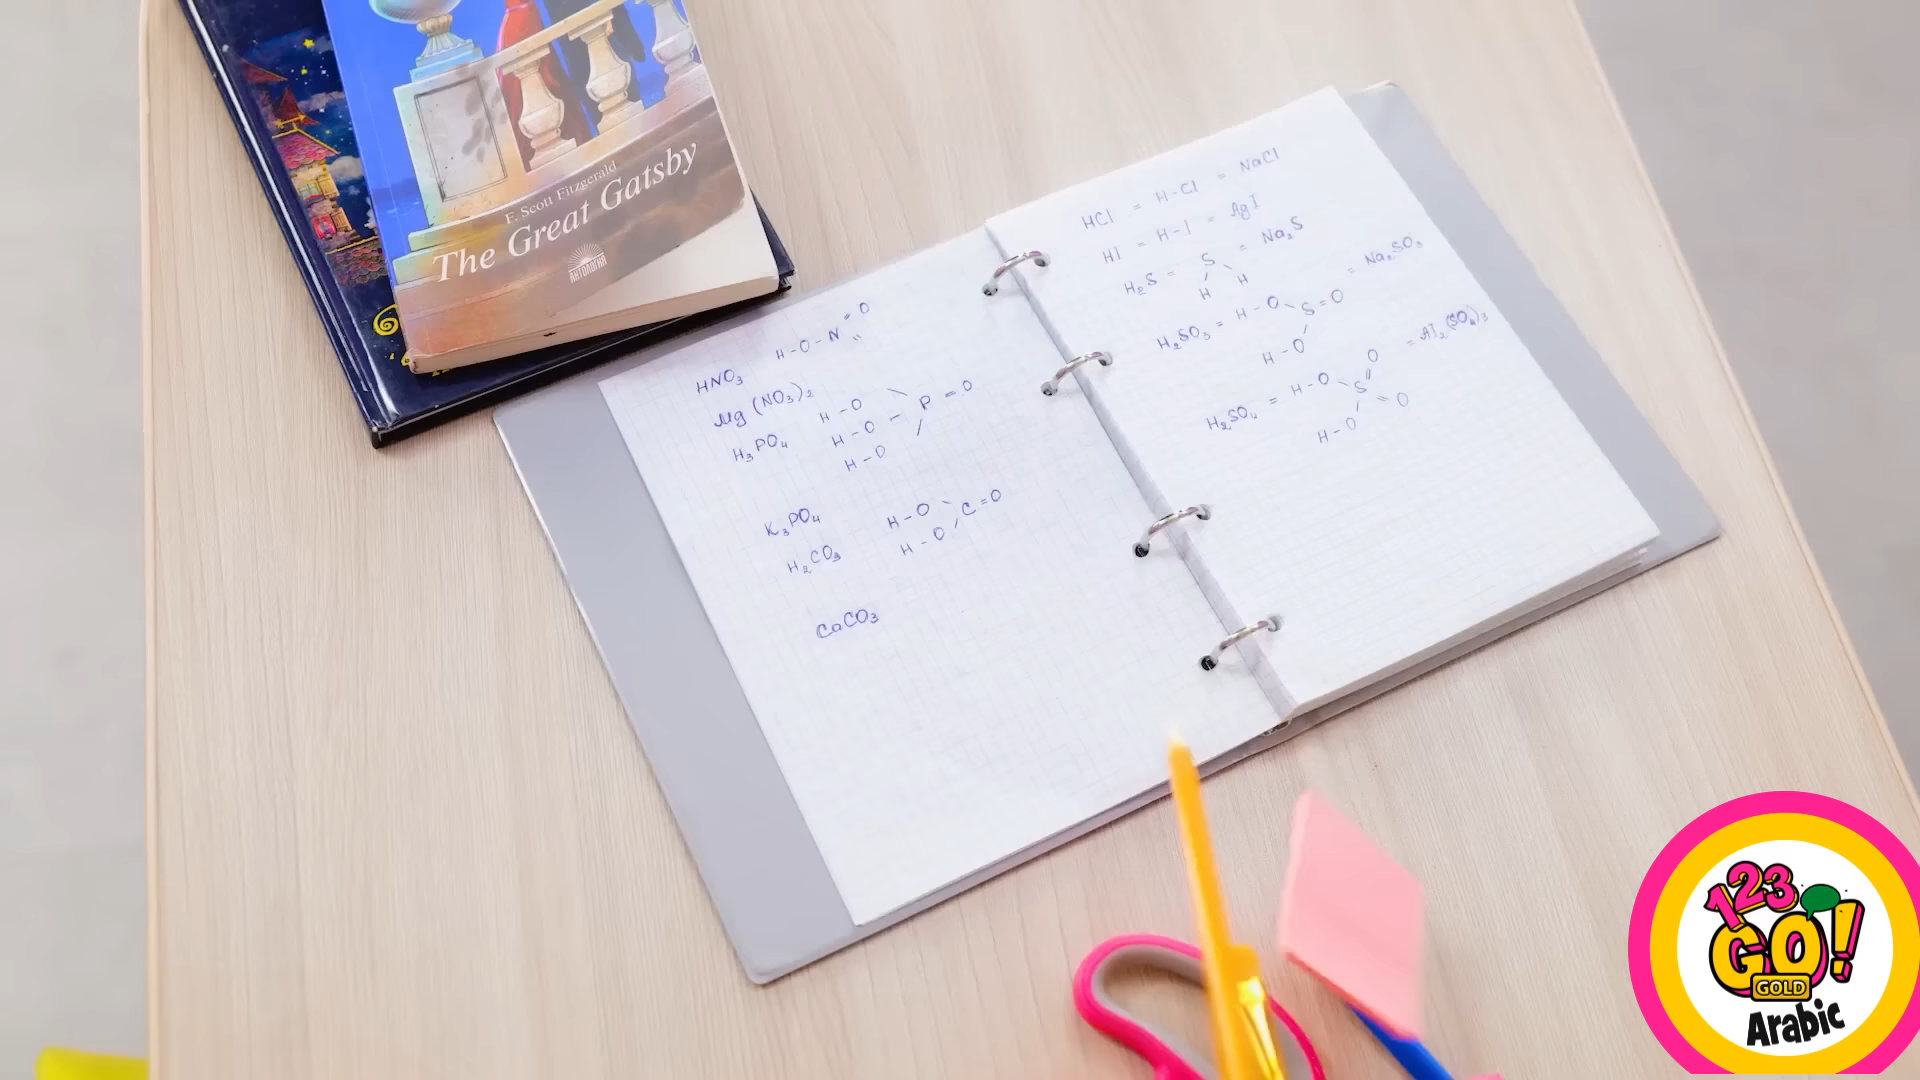 F. Scott Fitzgerald
The Great Gatsby
АНТОЛОГИЯ
H-O-N=O
HNO₃
Mg(NO₃)₂
H-O
H₃PO₄ H-O - P = O
H-O
K₃PO₄ H-O
C=O
H₂CO₃ H-O
CaCO₃
HCl = H-Cl = NaCl
HI = H-I = AgI
H₂S = S = Na₂S
H H
H₂SO₃ = H-O S=O = Na₂SO₃
H-O
H₂SO₄ = H-O S =O =O = Al₂(SO₄)₃
H-O
123
GO!
GOLD
Arabic